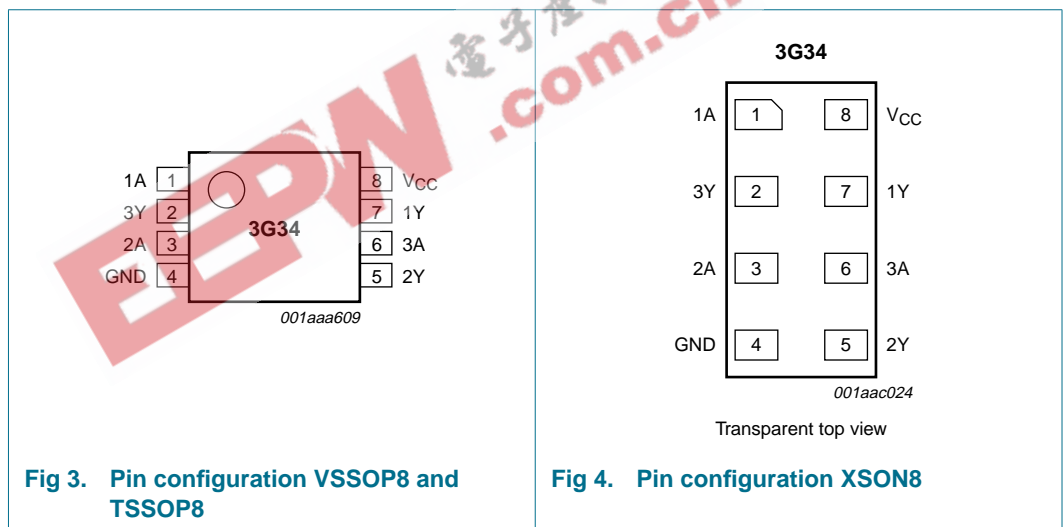 1A 1
3Y 2
2A 3
GND 4
3G34
8 VCC
7 1Y
6 3A
5 2Y
001aaa609
Fig 3. Pin configuration VSSOP8 and
TSSOP8
3G34
1A 1 8 VCC
3Y 2 7 1Y
2A 3 6 3A
GND 4 5 2Y
001aac024
Transparent top view
Fig 4. Pin configuration XSON8
EEPW
.com.cn